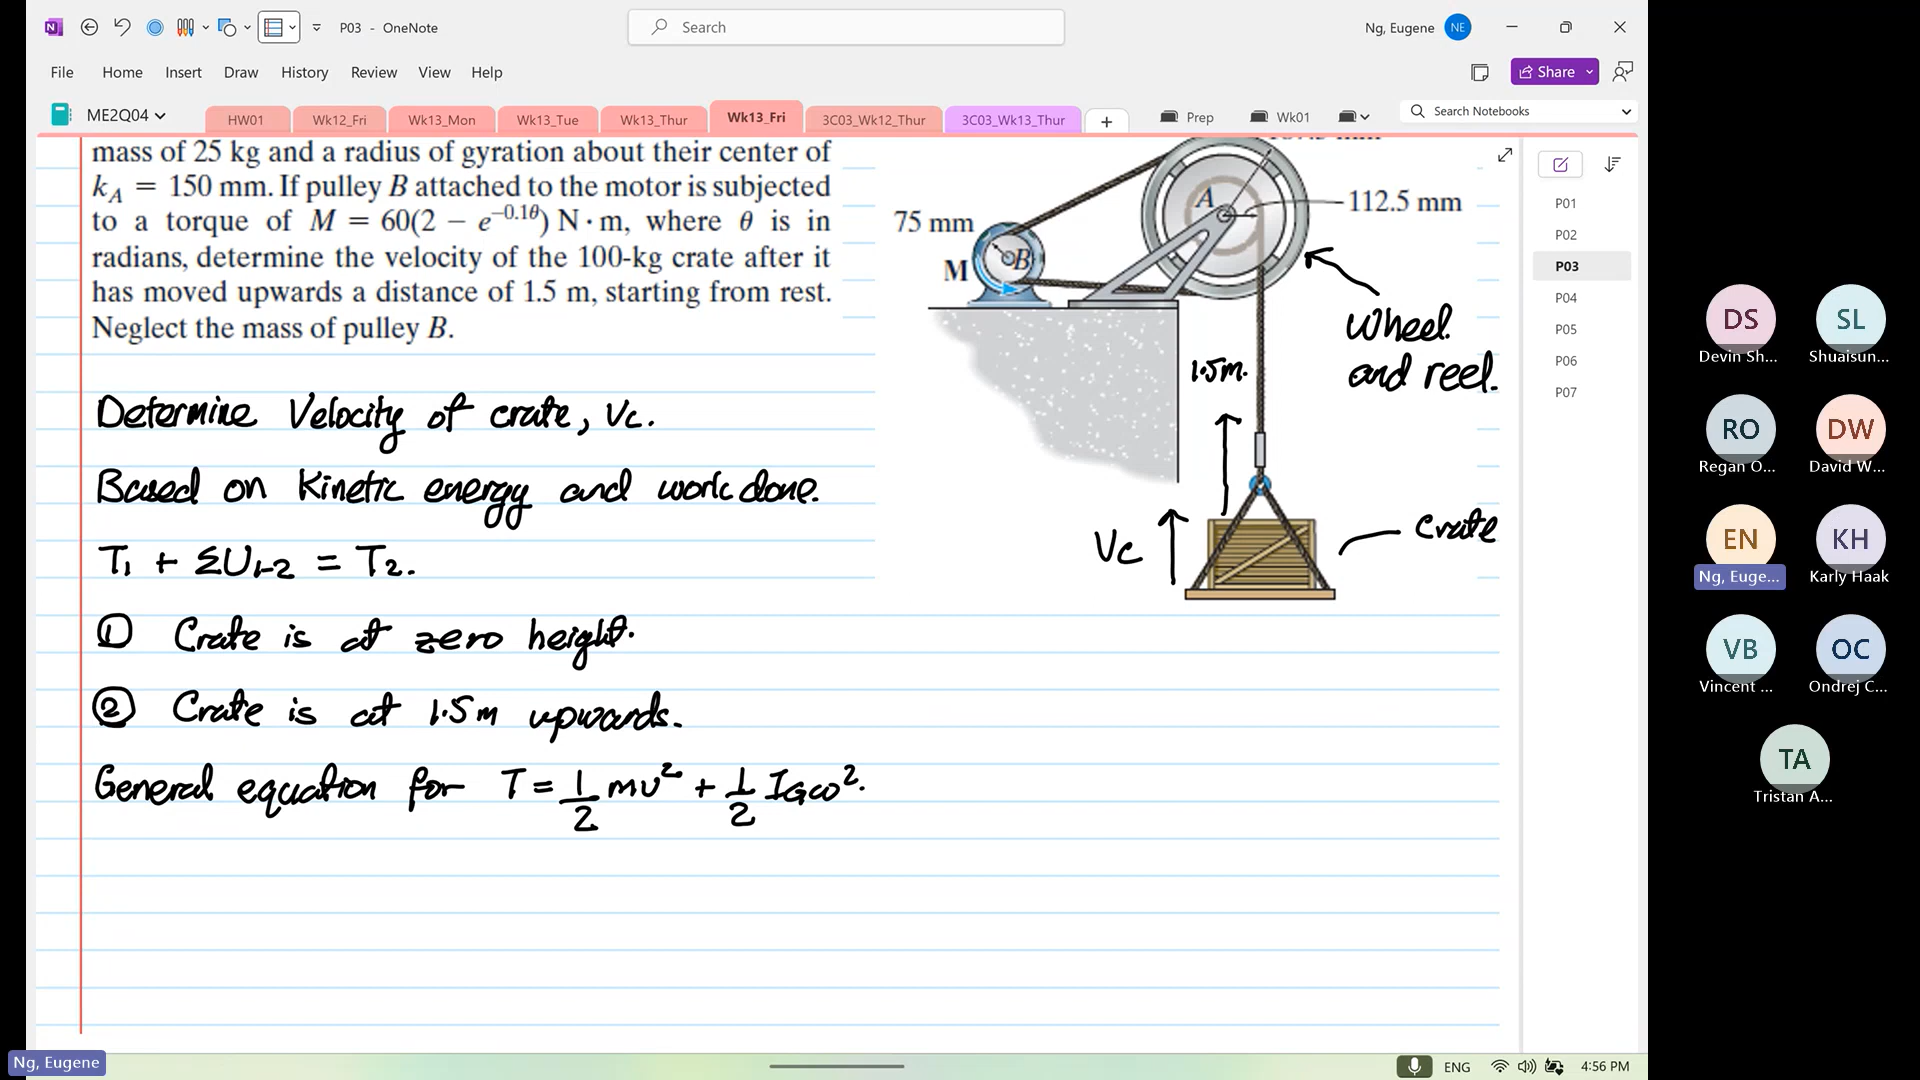 P03 - OneNote
Search
Ng, Eugene
NE
File
Home
Insert
Draw
History
Review
View
Help
Share
ME2Q04
HW01
Wk12_Fri
Wk13_Mon
Wk13_Tue
Wk13_Thur
Wk13_Fri
3C03_Wk12_Thur
3C03_Wk13_Thur
+
Prep
Wk01
Search Notebooks
mass of 25 kg and a radius of gyration about their center of
kA = 150 mm. If pulley B attached to the motor is subjected
to a torque of M = 60(2 − e^−0.1θ) N·m, where θ is in
radians, determine the velocity of the 100-kg crate after it
has moved upwards a distance of 1.5 m, starting from rest.
Neglect the mass of pulley B.
75 mm
M
B
A
112.5 mm
Wheel
and reel.
1.5m.
Vc
Crate
Determine Velocity of crate, Vc.
Based on Kinetic energy and work done.
T1 + ΣU1-2 = T2.
① Crate is at zero height.
② Crate is at 1.5m upwards.
General equation for T = 1/2 mv² + 1/2 IGω².
P01
P02
P03
P04
P05
P06
P07
DS
Devin Sh...
SL
Shuaisun...
RO
Regan O...
DW
David W...
EN
Ng, Euge...
KH
Karly Haak
VB
Vincent ...
OC
Ondrej C...
TA
Tristan A...
Ng, Eugene
ENG
4:56 PM